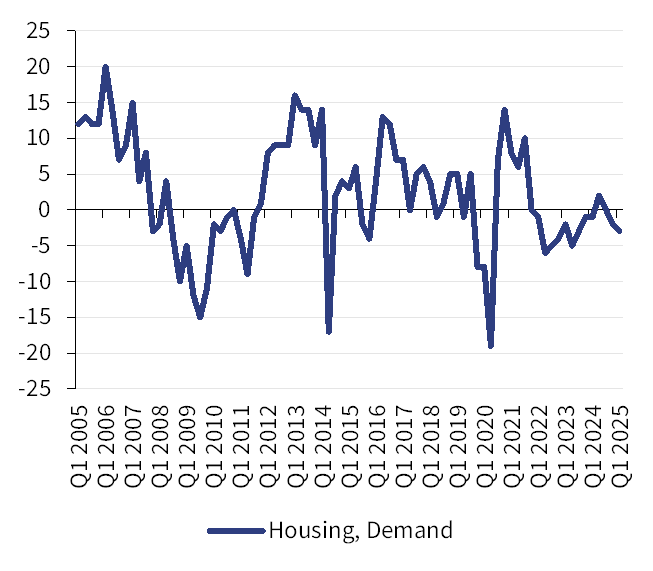 25
20
15
10
5
0
-5
-10
-15
-20
-25
Q1 2005
Q1 2006
Q1 2007
Q1 2008
Q1 2009
Q1 2010
Q1 2011
Q1 2012
Q1 2013
Q1 2014
Q1 2015
Q1 2016
Q1 2017
Q1 2018
Q1 2019
Q1 2020
Q1 2021
Q1 2022
Q1 2023
Q1 2024
Q1 2025
Housing, Demand